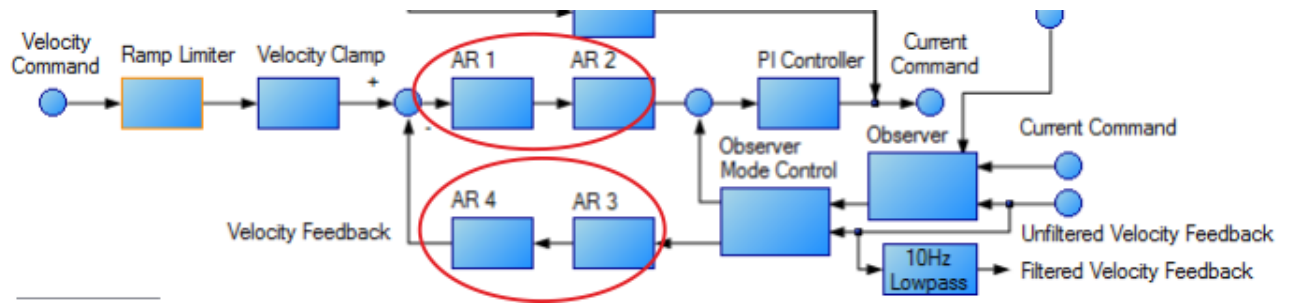 Velocity
Command
Ramp Limiter
Velocity Clamp
+
-
AR 1
AR 2
PI Controller
Current
Command
Observer
Mode Control
Observer
Current Command
AR 4
AR 3
Velocity Feedback
Unfiltered Velocity Feedback
10Hz
Lowpass
Filtered Velocity Feedback